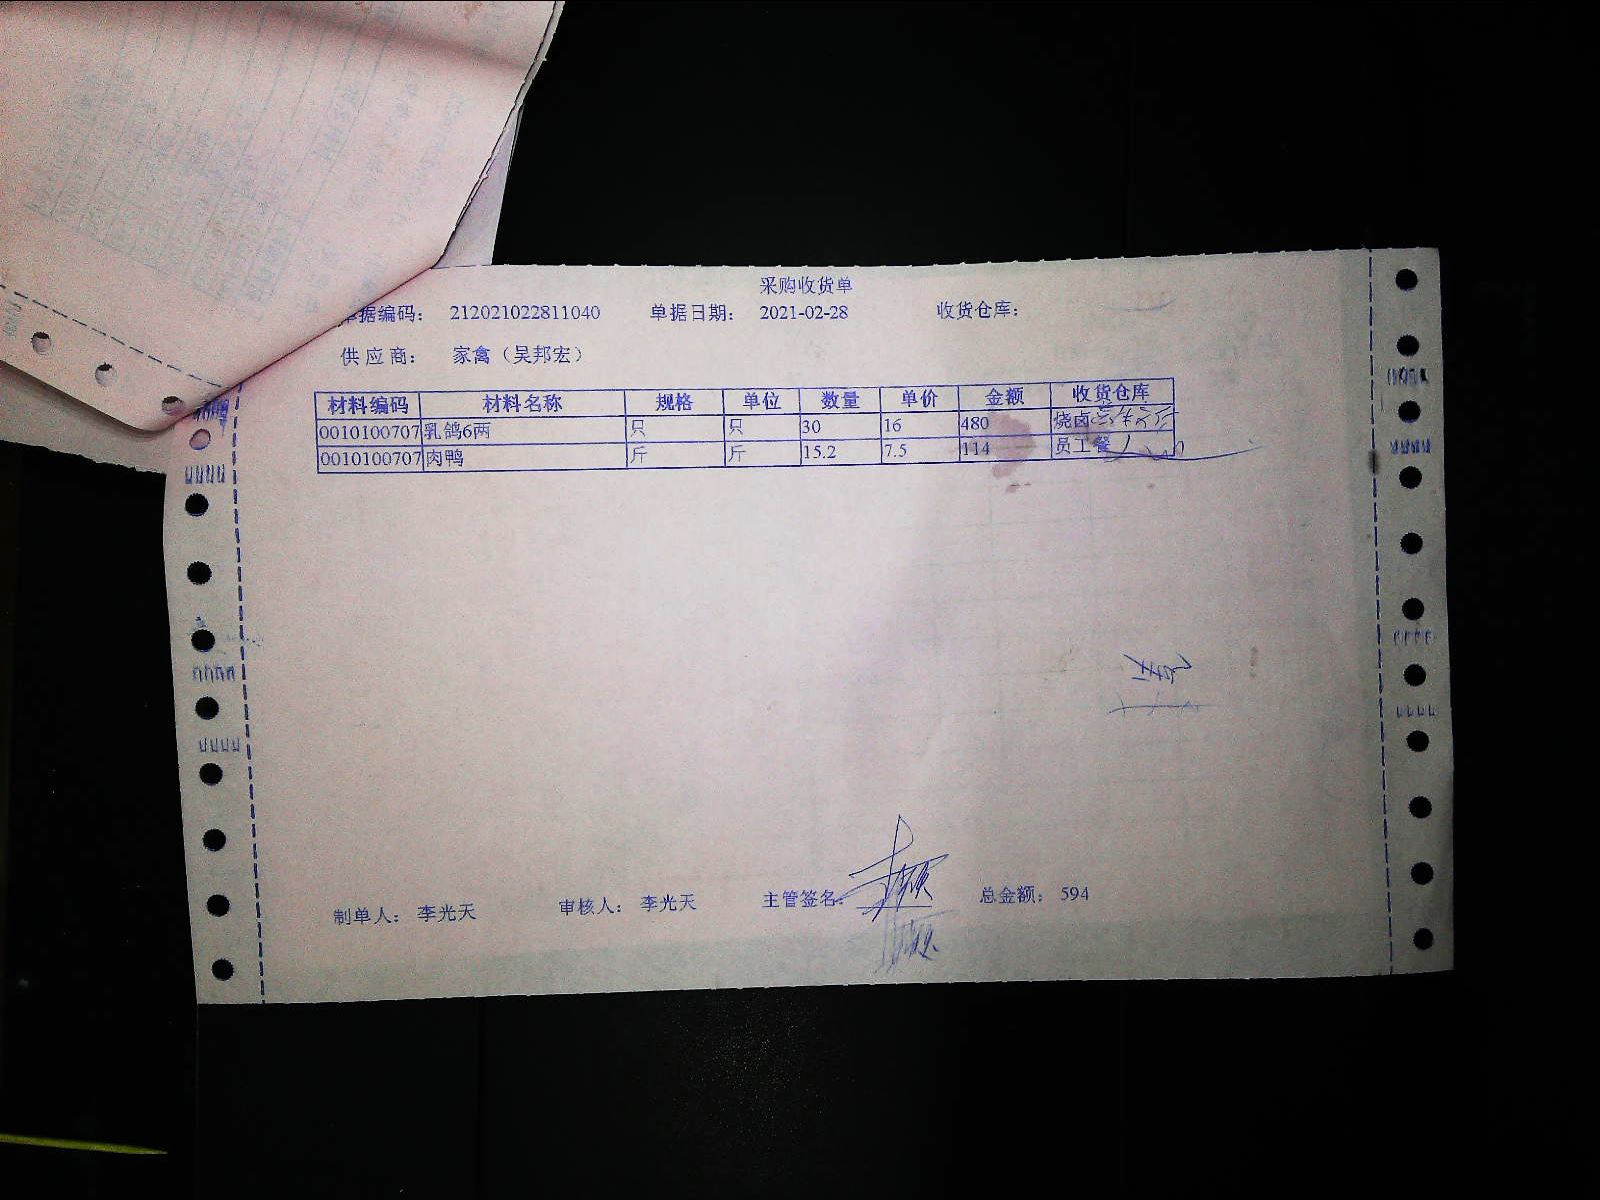 采购收货单
单据编码： 212021022811040 单据日期： 2021-02-28 收货仓库：
供应商： 家禽（吴邦宏）
材料编码 材料名称 规格 单位 数量 单价 金额 收货仓库
0010100707 乳鸽6两 只 只 30 16 480 烧卤
0010100707 肉鸭 斤 斤 15.2 7.5 114 员工餐
制单人： 李光天 审核人： 李光天 主管签名： 总金额： 594